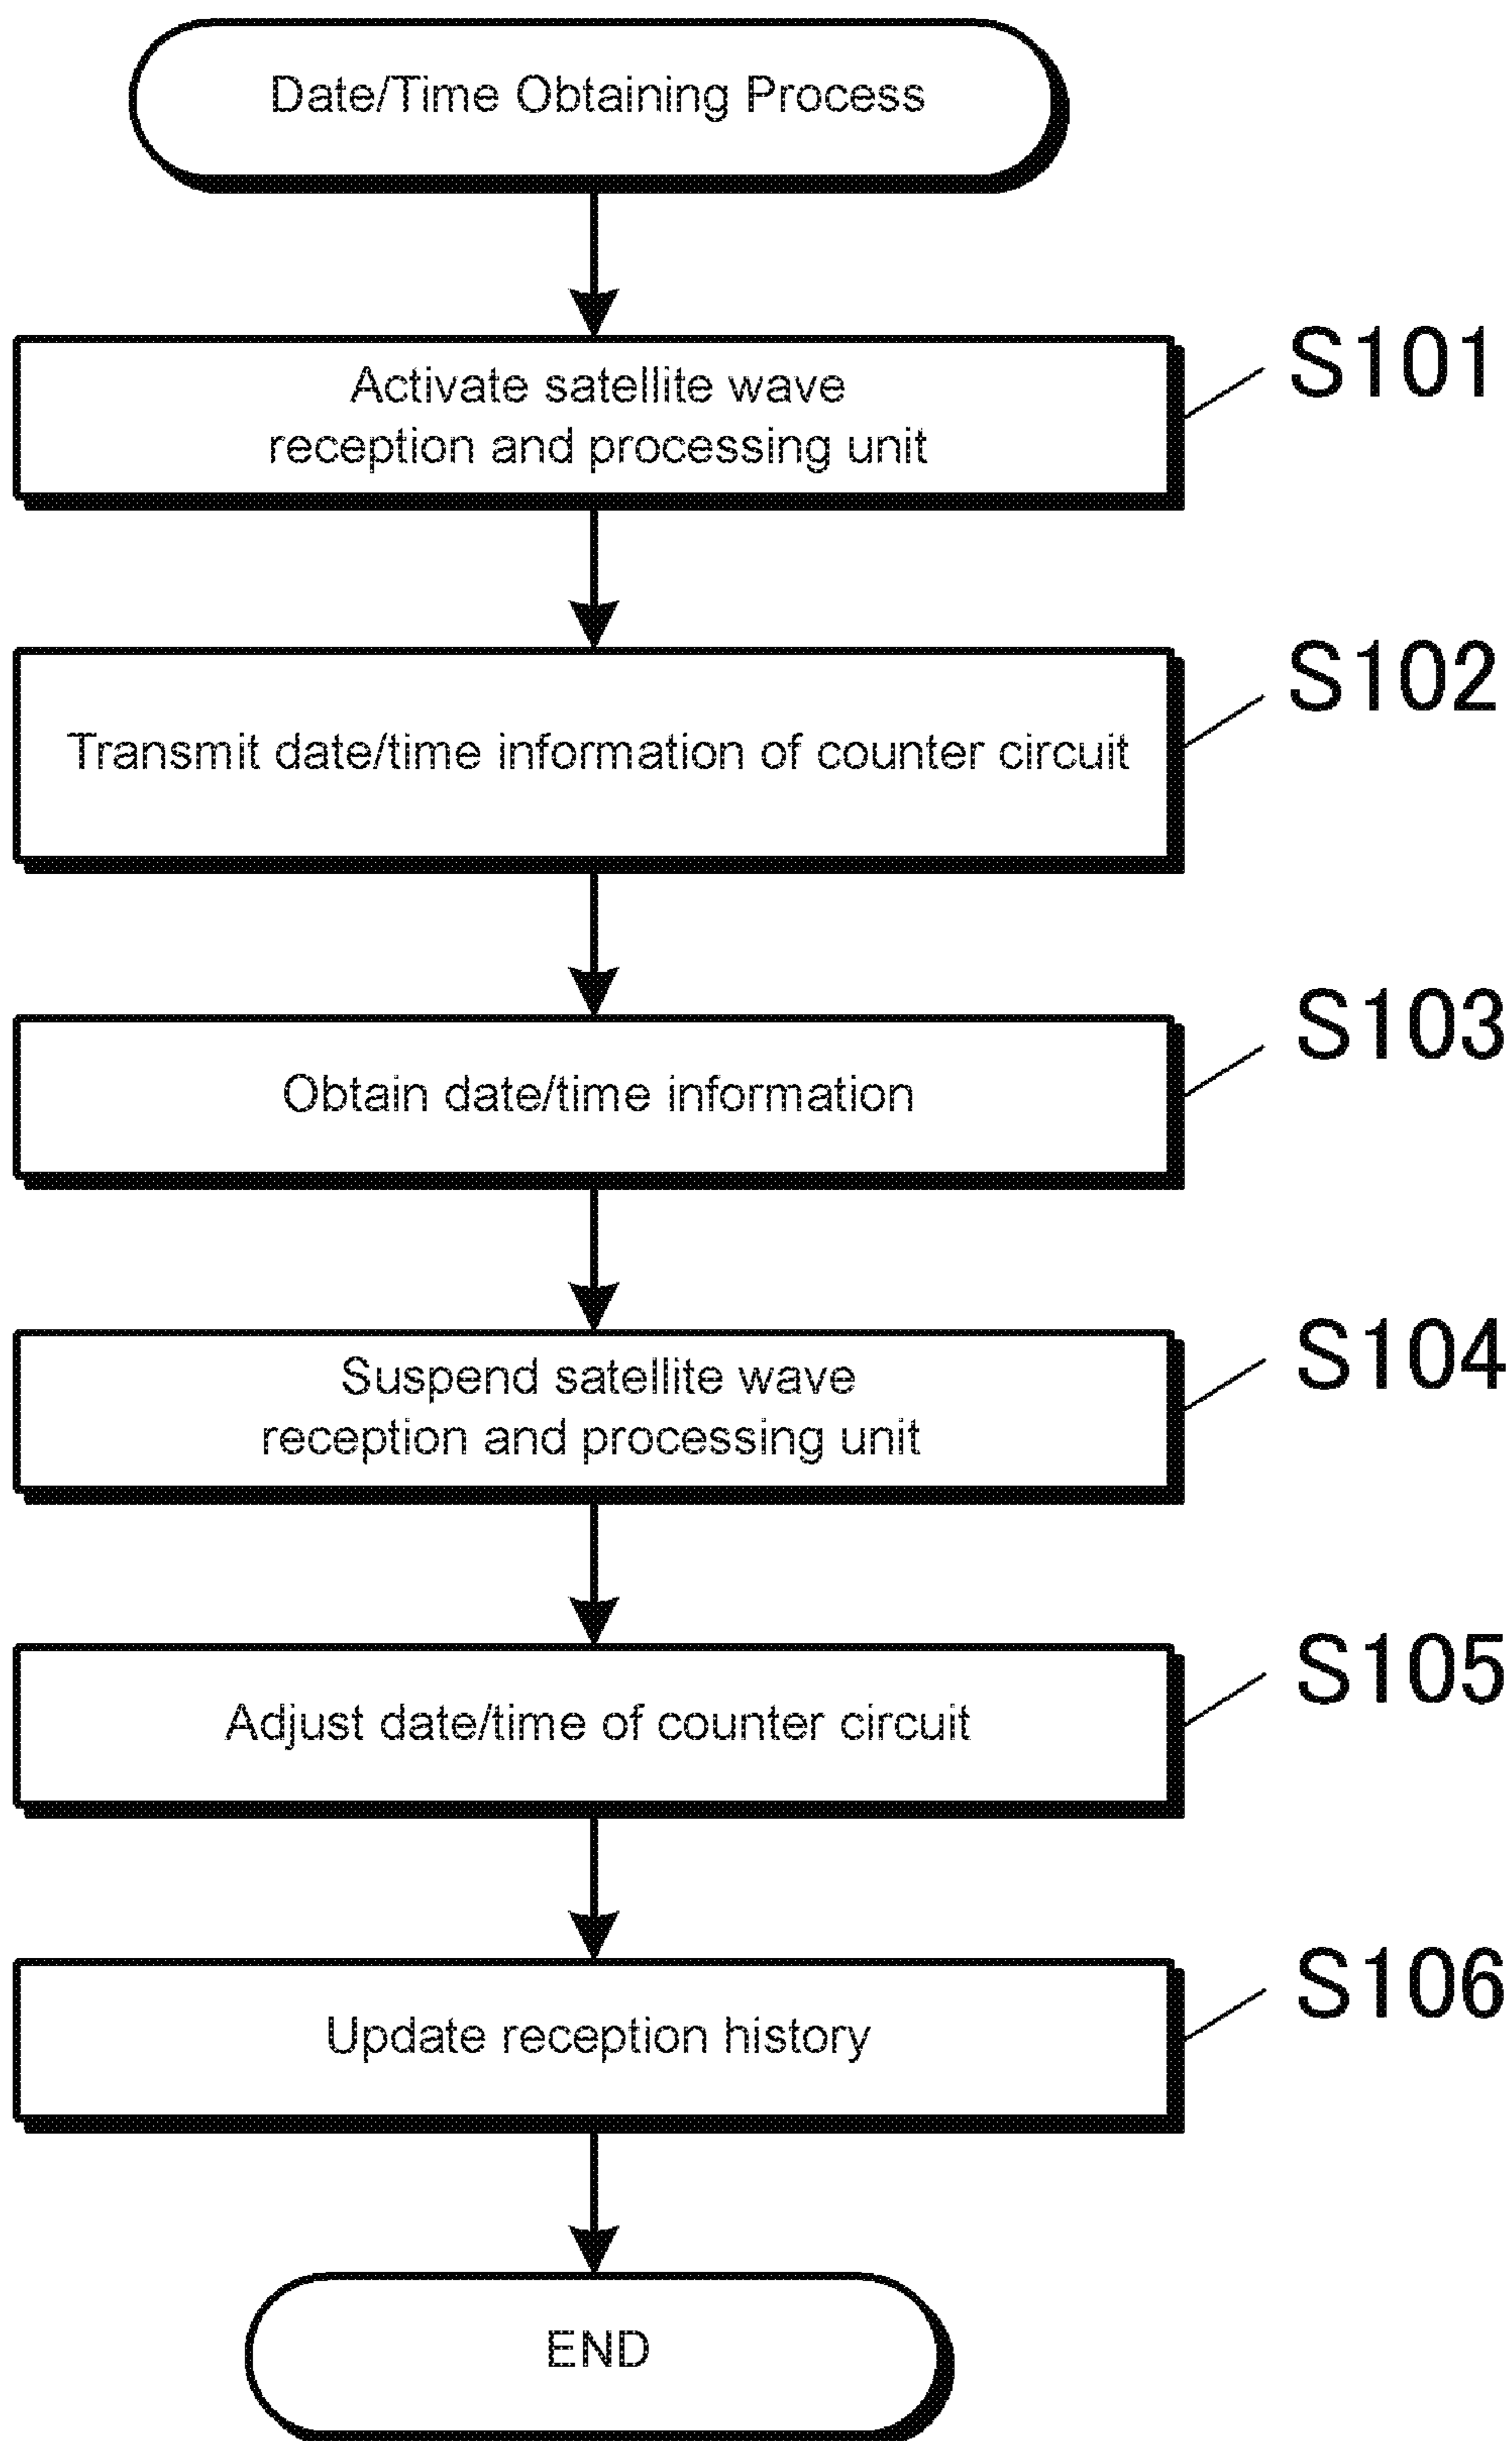 Date/Time Obtaining Process
Activate satellite wave
reception and processing unit
S101
Transmit date/time information of counter circuit
S102
Obtain date/time information
S103
Suspend satellite wave
reception and processing unit
S104
Adjust date/time of counter circuit
S105
Update reception history
S106
END